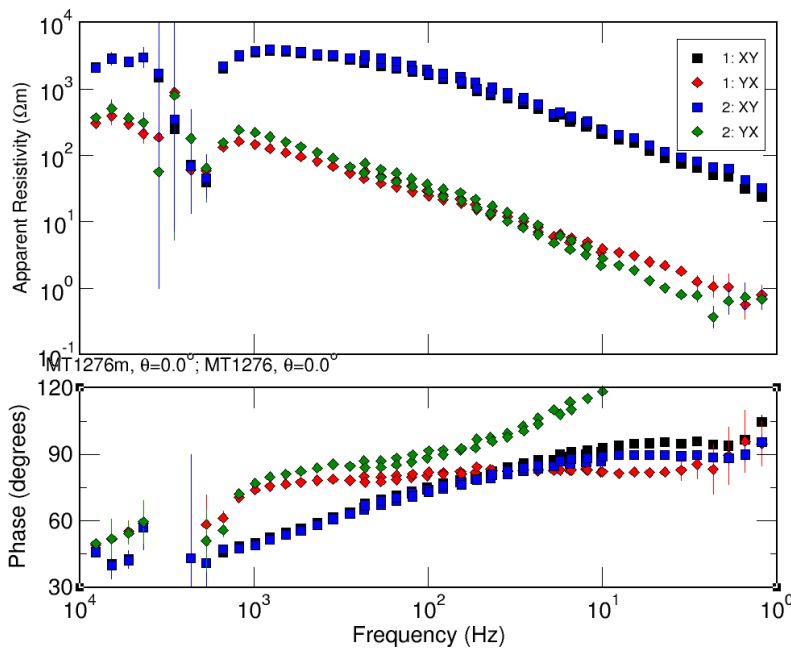 10^4
10^3
10^2
10^1
10^0
10^-1
Apparent Resistivity (Ωm)
1: XY
1: YX
2: XY
2: YX
MT1276m, θ=0.0°; MT1276, θ=0.0°
120
90
60
30
Phase (degrees)
10^4 10^3 10^2 10^1 10^0
Frequency (Hz)